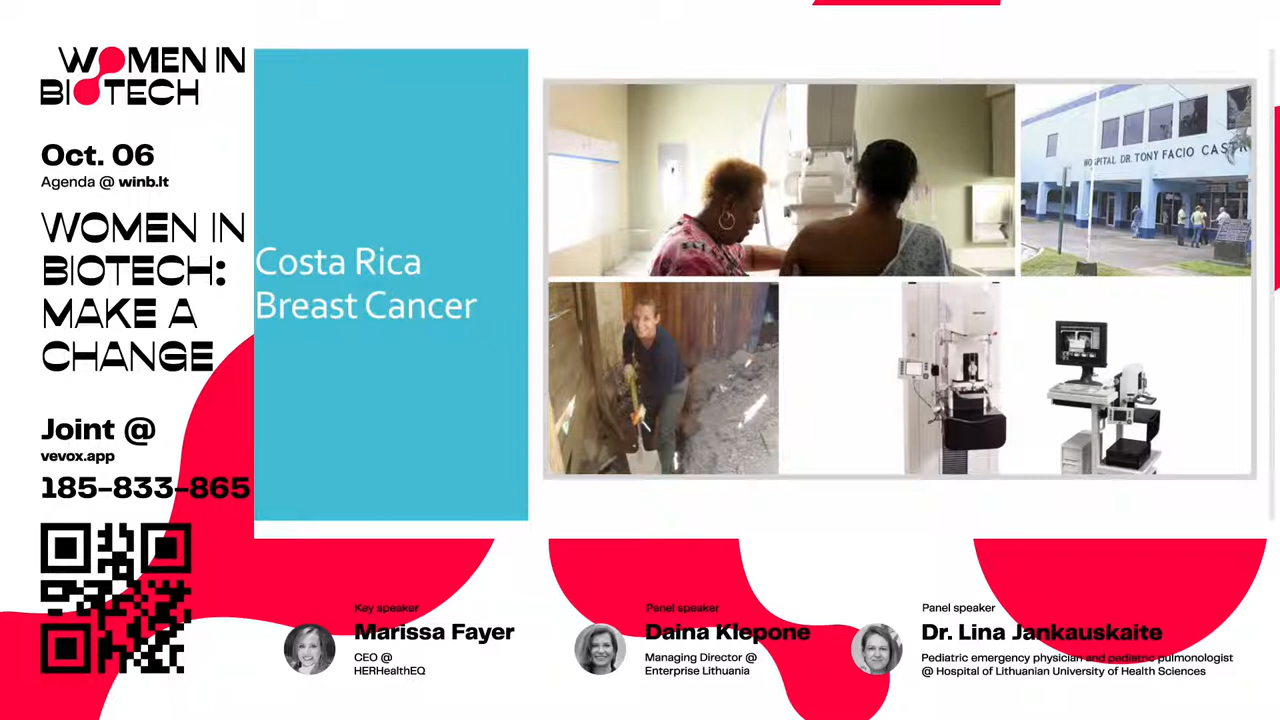 WOMEN IN
BIOTECH
Oct. 06
Agenda @ winb.lt
WOMEN IN
BIOTECH:
MAKE A
CHANGE
Joint @
vevox.app
185-833-865
Costa Rica
Breast Cancer
HOSPITAL DR. TONY FACIO CASTR
Key speaker
Marissa Fayer
CEO @
HERHealthEQ
Panel speaker
Daina Klepone
Managing Director @
Enterprise Lithuania
Panel speaker
Dr. Lina Jankauskaite
Pediatric emergency physician and pediatric pulmonologist
@ Hospital of Lithuanian University of Health Sciences